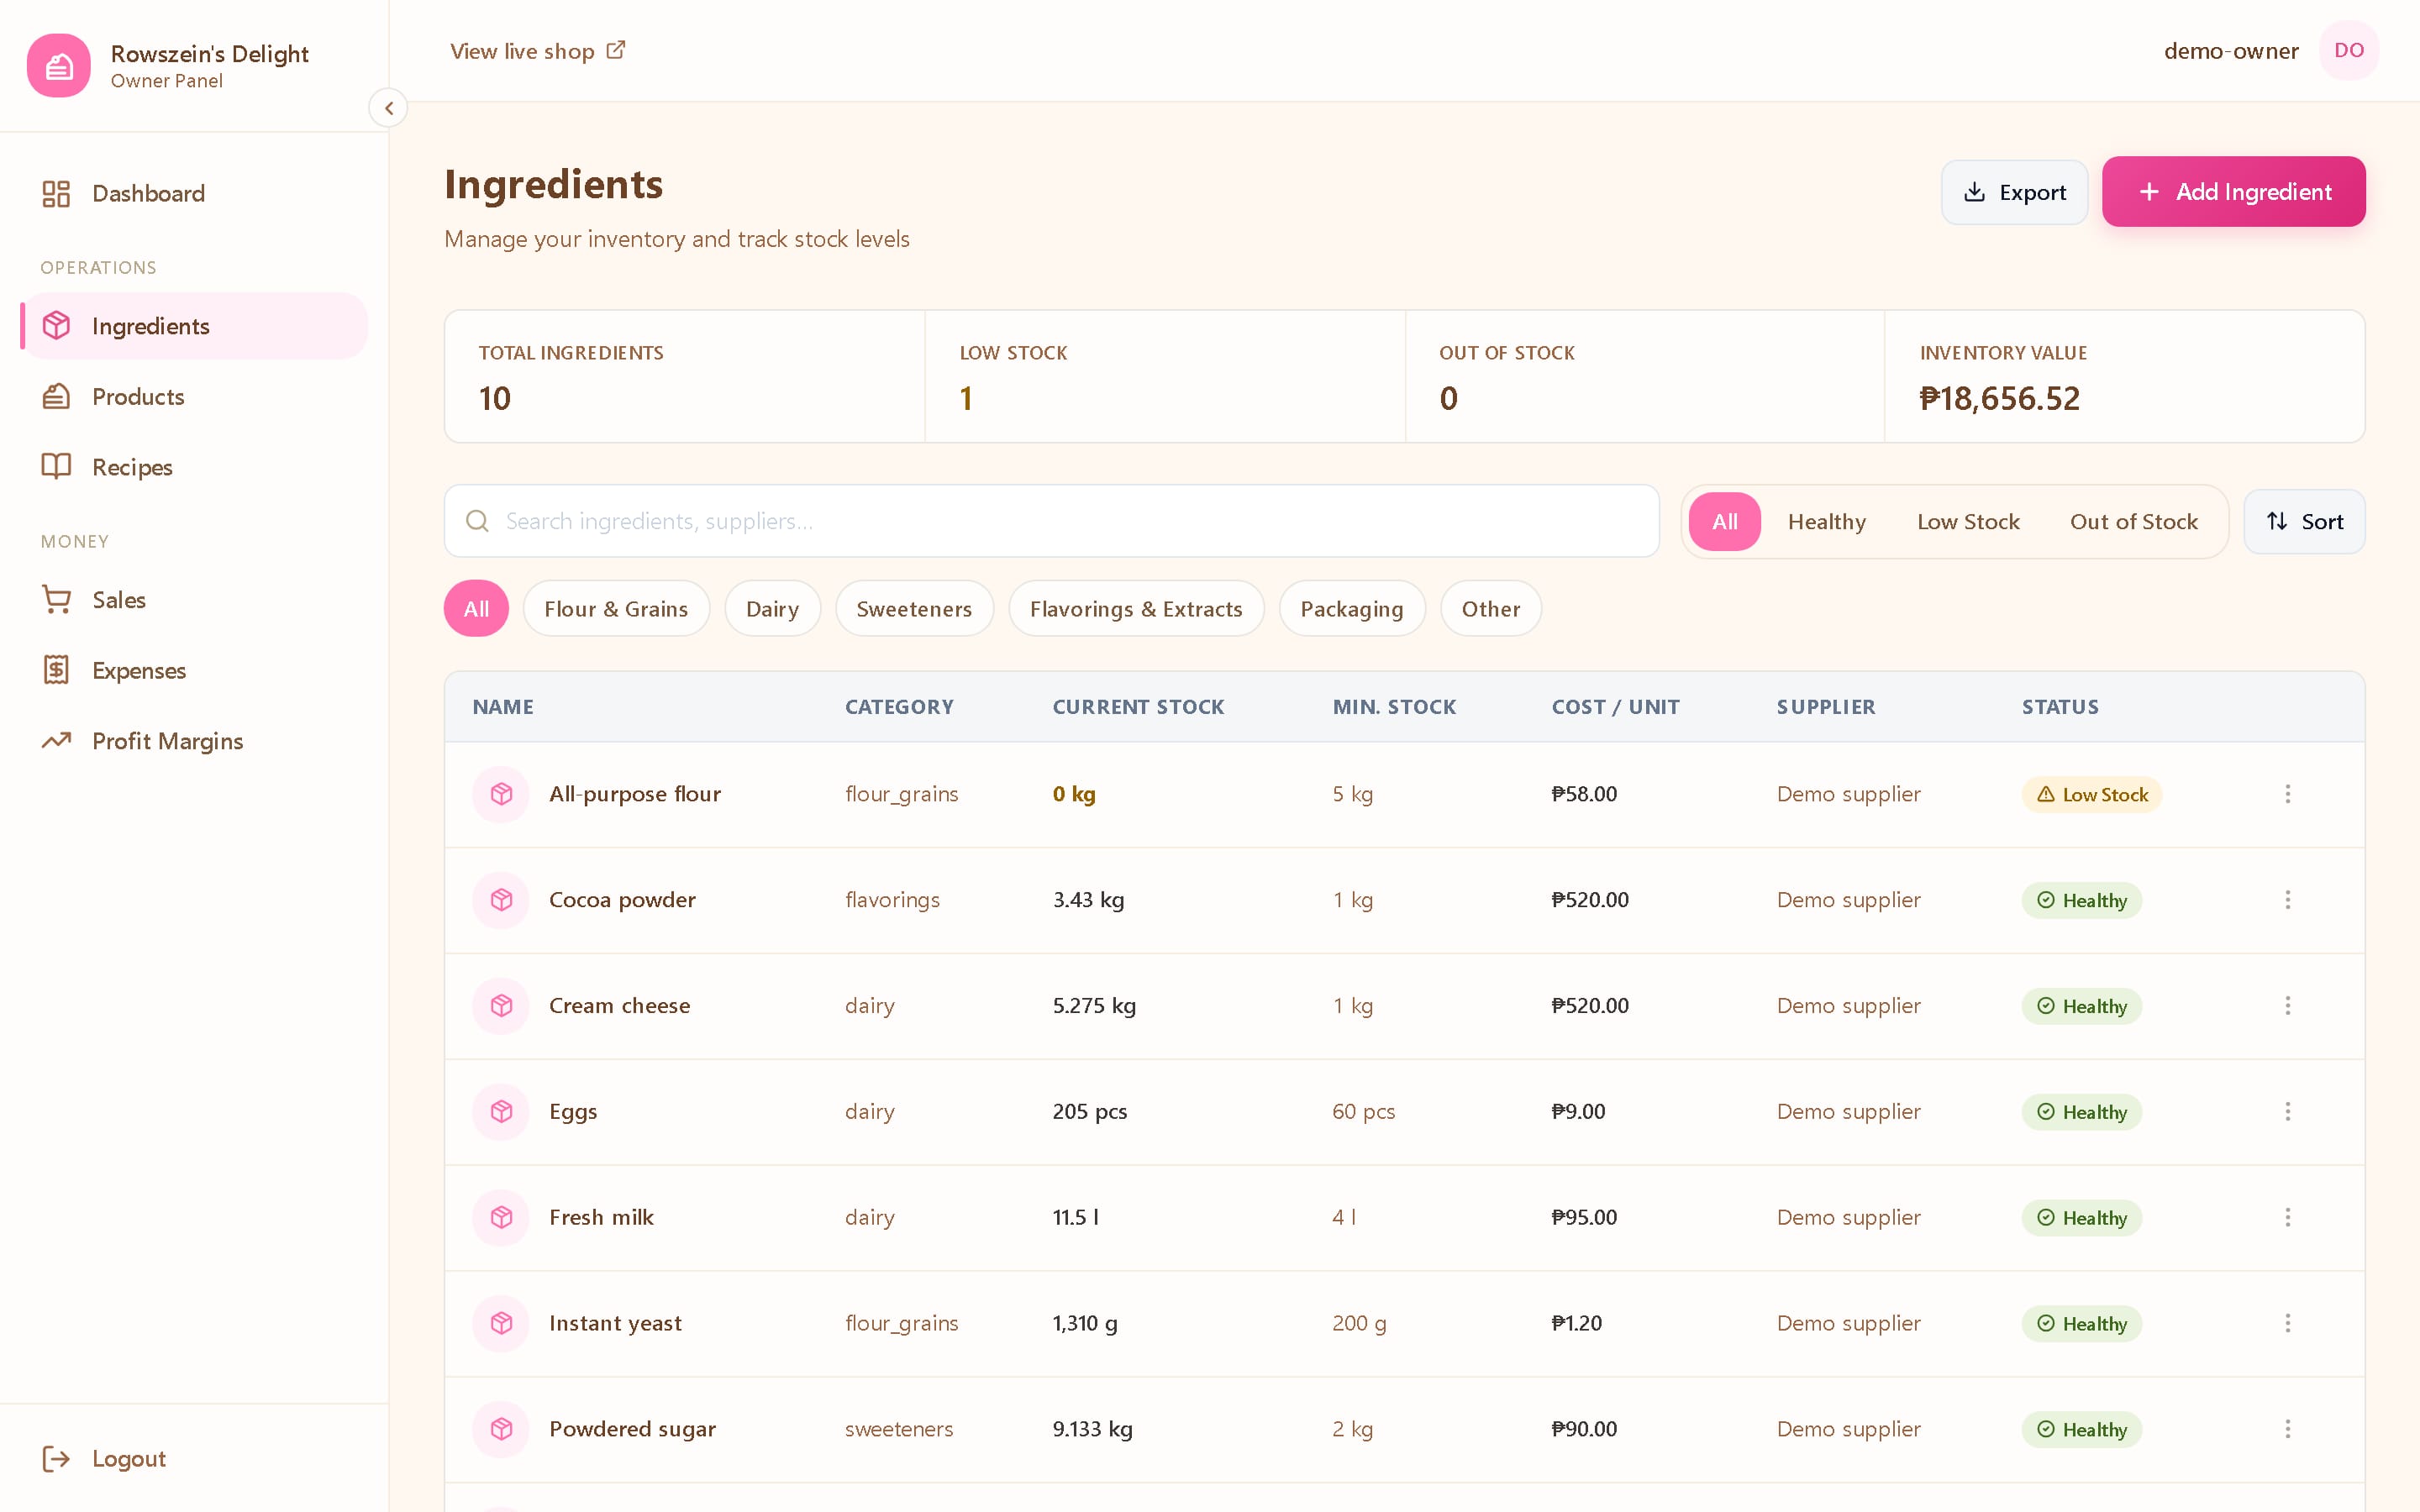 Rowszein's Delight
Owner Panel
View live shop
demo-owner DO
Dashboard
OPERATIONS
Ingredients
Products
Recipes
MONEY
Sales
Expenses
Profit Margins
Logout
Ingredients
Manage your inventory and track stock levels
Export
Add Ingredient
TOTAL INGREDIENTS
10
LOW STOCK
1
OUT OF STOCK
0
INVENTORY VALUE
₱18,656.52
Search ingredients, suppliers...
All Healthy Low Stock Out of Stock
Sort
All Flour & Grains Dairy Sweeteners Flavorings & Extracts Packaging Other
NAME CATEGORY CURRENT STOCK MIN. STOCK COST / UNIT SUPPLIER STATUS
All-purpose flour flour_grains 0 kg 5 kg ₱58.00 Demo supplier Low Stock
Cocoa powder flavorings 3.43 kg 1 kg ₱520.00 Demo supplier Healthy
Cream cheese dairy 5.275 kg 1 kg ₱520.00 Demo supplier Healthy
Eggs dairy 205 pcs 60 pcs ₱9.00 Demo supplier Healthy
Fresh milk dairy 11.5 l 4 l ₱95.00 Demo supplier Healthy
Instant yeast flour_grains 1,310 g 200 g ₱1.20 Demo supplier Healthy
Powdered sugar sweeteners 9.133 kg 2 kg ₱90.00 Demo supplier Healthy